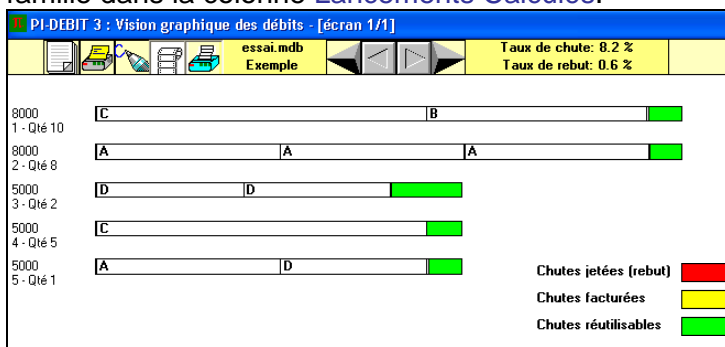 famille dans la colonne Lancements Calculés.
PI-DEBIT 3 : Vision graphique des débits - [écran 1/1]
essai.mdb
Exemple
Taux de chute: 8.2 %
Taux de rebut: 0.6 %
8000
1 - Qté 10
C B
8000
2 - Qté 8
A A A
5000
3 - Qté 2
D D
5000
4 - Qté 5
C
5000
5 - Qté 1
A D
Chutes jetées (rebut)
Chutes facturées
Chutes réutilisables